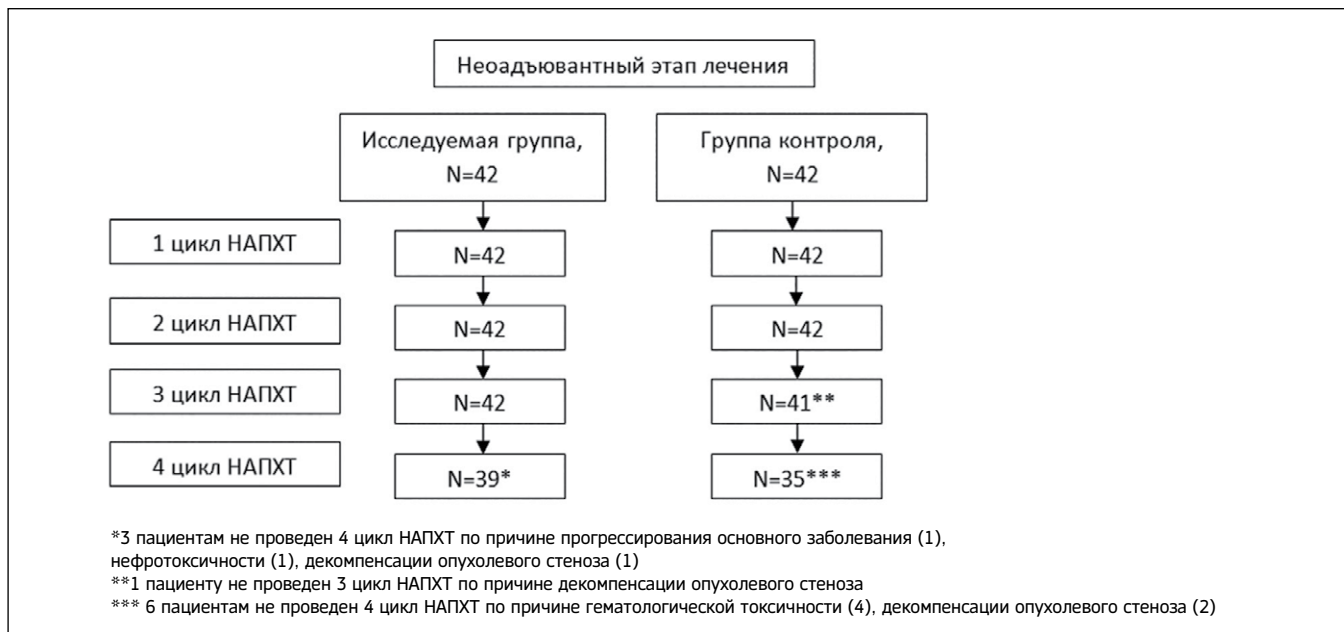 Неоадъювантный этап лечения
Исследуемая группа,
N=42
Группа контроля,
N=42
1 цикл НАПХТ
N=42
N=42
2 цикл НАПХТ
N=42
N=42
3 цикл НАПХТ
N=42
N=41**
4 цикл НАПХТ
N=39*
N=35***
*3 пациентам не проведен 4 цикл НАПХТ по причине прогрессирования основного заболевания (1),
нефротоксичности (1), декомпенсации опухолевого стеноза (1)
**1 пациенту не проведен 3 цикл НАПХТ по причине декомпенсации опухолевого стеноза
*** 6 пациентам не проведен 4 цикл НАПХТ по причине гематологической токсичности (4), декомпенсации опухолевого стеноза (2)